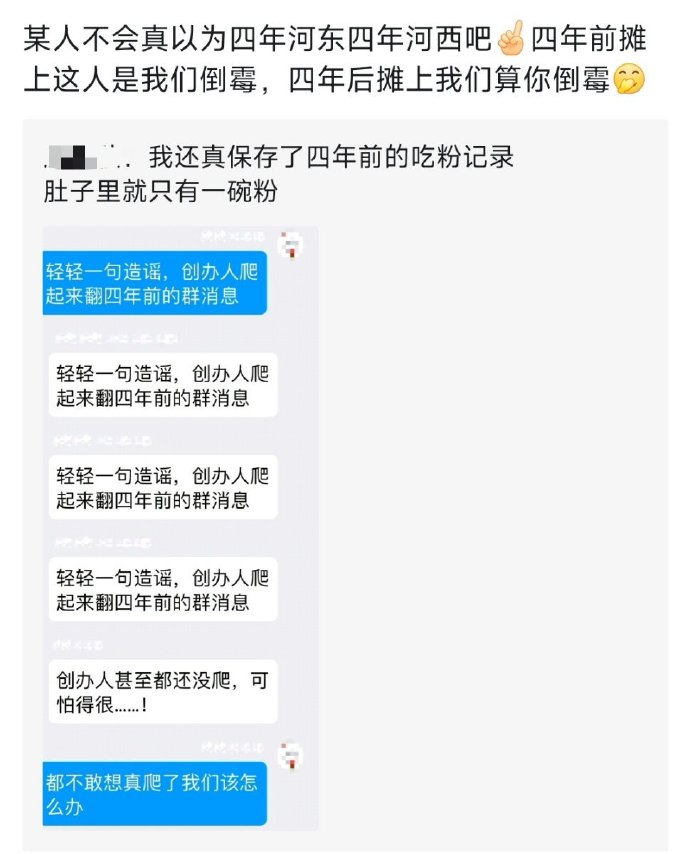 某人不会真以为四年河东四年河西吧☝️四年前摊
上这人是我们倒霉，四年后摊上我们算你倒霉🤭
我还真保存了四年前的吃粉记录
肚子里就只有一碗粉
轻轻一句造谣，创办人爬
起来翻四年前的群消息
轻轻一句造谣，创办人爬
起来翻四年前的群消息
轻轻一句造谣，创办人爬
起来翻四年前的群消息
轻轻一句造谣，创办人爬
起来翻四年前的群消息
创办人甚至都还没爬，可
怕得很......！
都不敢想真爬了我们该怎
么办